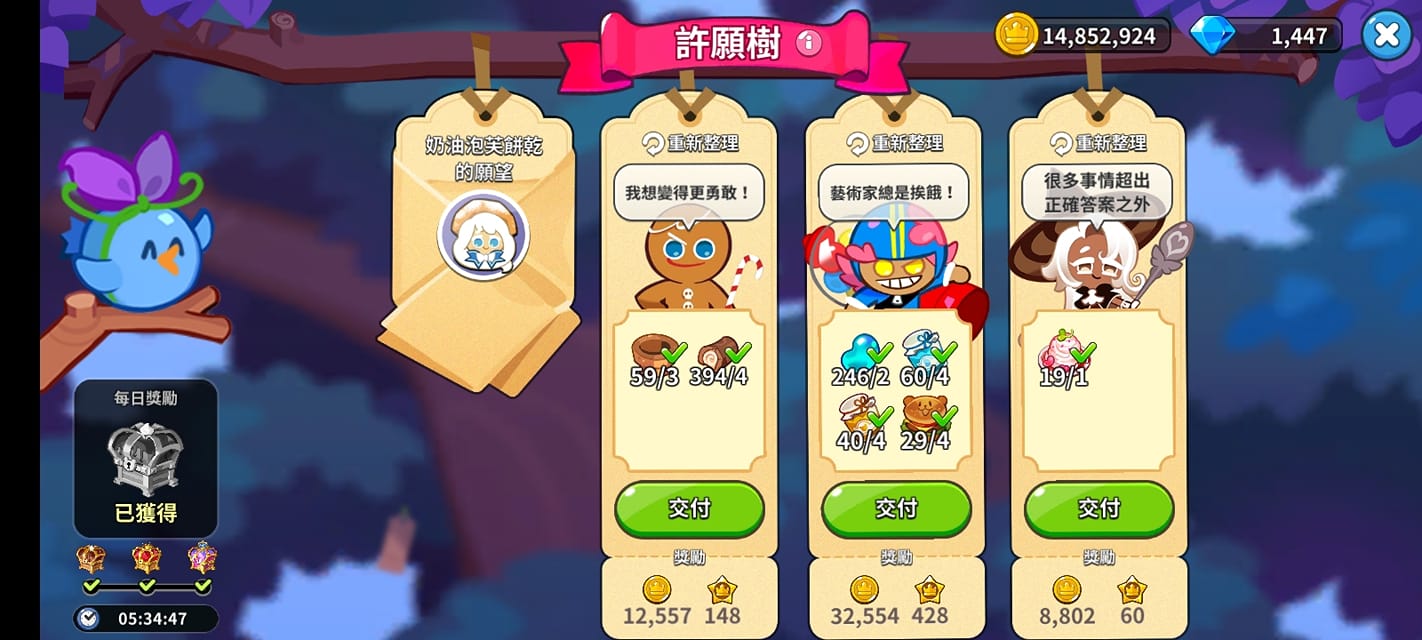 許願樹
14,852,924
1,447
奶油泡芙餅乾
的願望
重新整理
我想變得更勇敢！
59/3
394/4
交付
獎勵
12,557
148
重新整理
藝術家總是挨餓！
246/2
60/4
40/4
29/4
交付
獎勵
32,554
428
重新整理
很多事情超出
正確答案之外
19/1
交付
獎勵
8,802
60
每日獎勵
已獲得
05:34:47